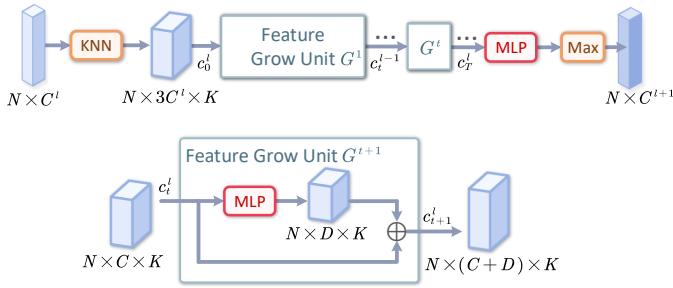 KNN
Feature
Grow Unit G^1
G^t
MLP
Max
c_0^l
c_t^{l-1}
c_T^l
N × C^l
N × 3C^l × K
N × C^{l+1}
Feature Grow Unit G^{t+1}
c_t^l
MLP
c_{t+1}^l
N × D × K
N × C × K
N × (C + D) × K